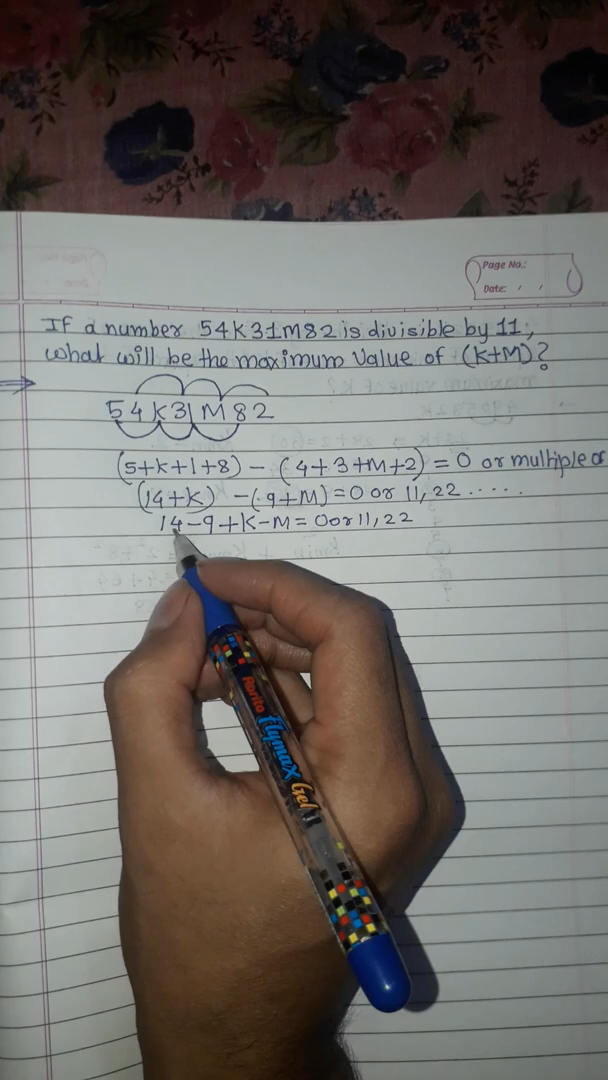 Page No.:
Date: / /
If a number 54K31M82 is divisible by 11,
what will be the maximum value of (K+M)?
⇒
54K31M82
(5+K+1+8) - (4+3+M+2) = 0 or multiple of
(14+K) - (9+M) = 0 or 11, 22 .....
14-9+K-M = 0 or 11, 22
Rorito
Flymax
Gel